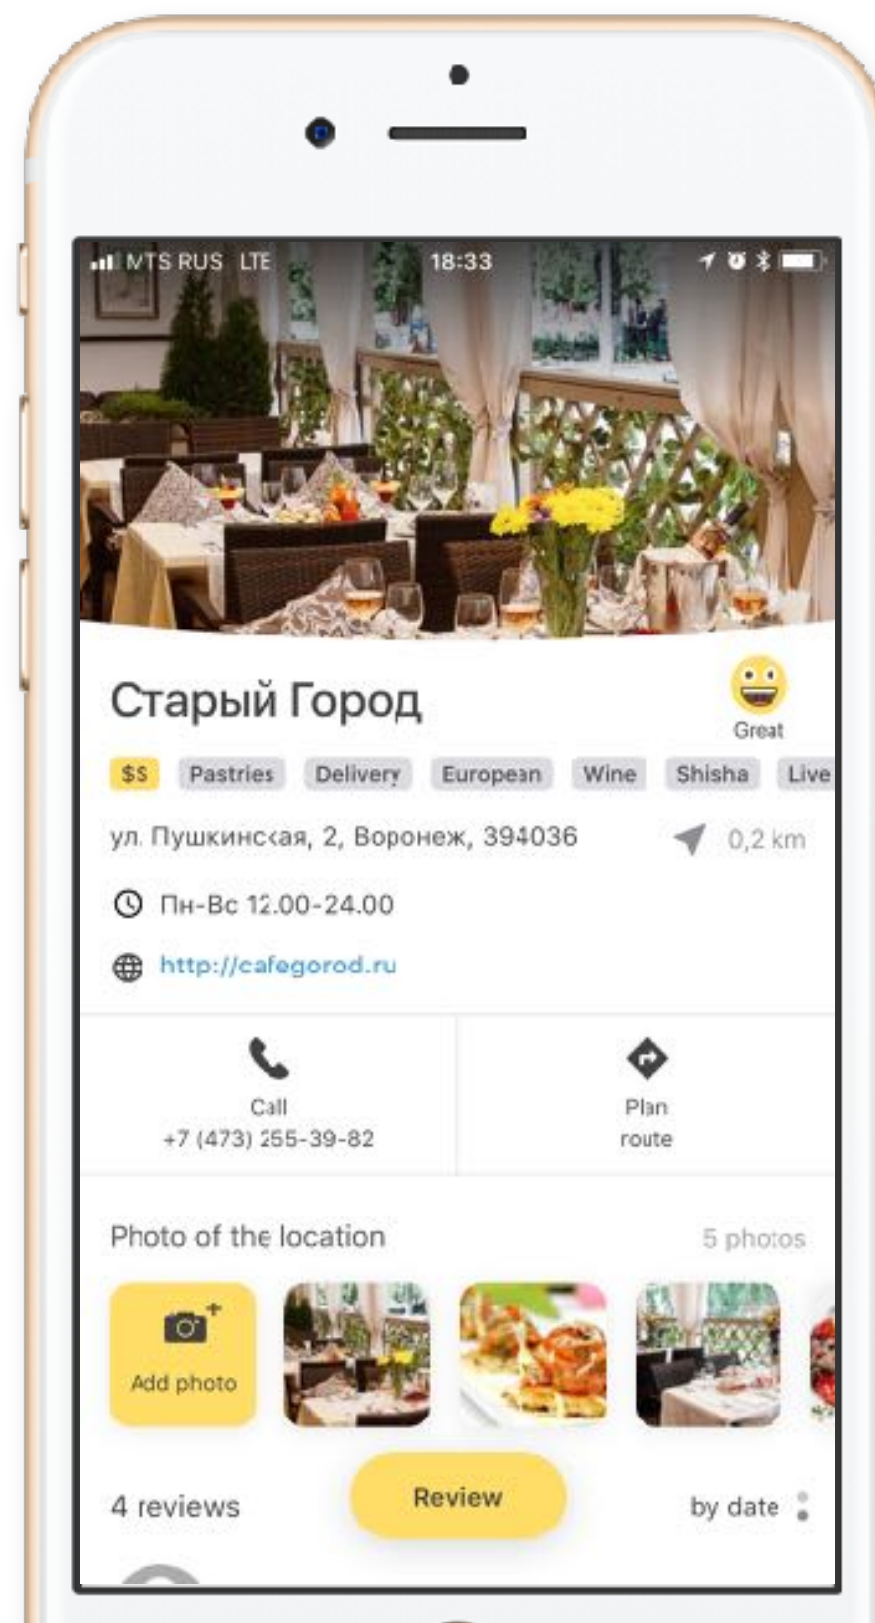 MTS RUS LTE 18:33
Старый Город
Great
$$ Pastries Delivery European Wine Shisha Live
ул. Пушкинская, 2, Воронеж, 394036 0,2 km
Пн-Вс 12.00-24.00
http://cafegorod.ru
Call
+7 (473) 255-39-82
Plan
route
Photo of the location 5 photos
Add photo
4 reviews Review by date